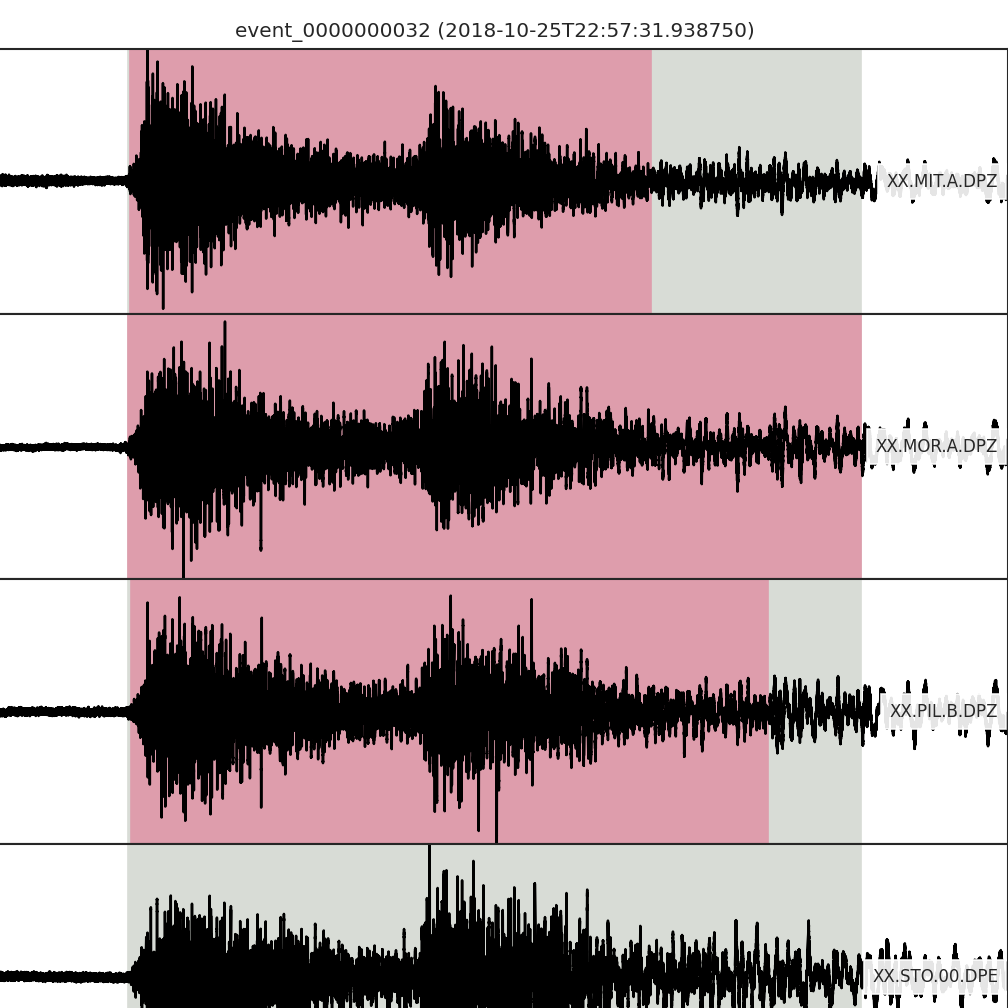 event_0000000032 (2018-10-25T22:57:31.938750)
XX.MIT.A.DPZ
XX.MOR.A.DPZ
XX.PIL.B.DPZ
XX.STO.00.DPE